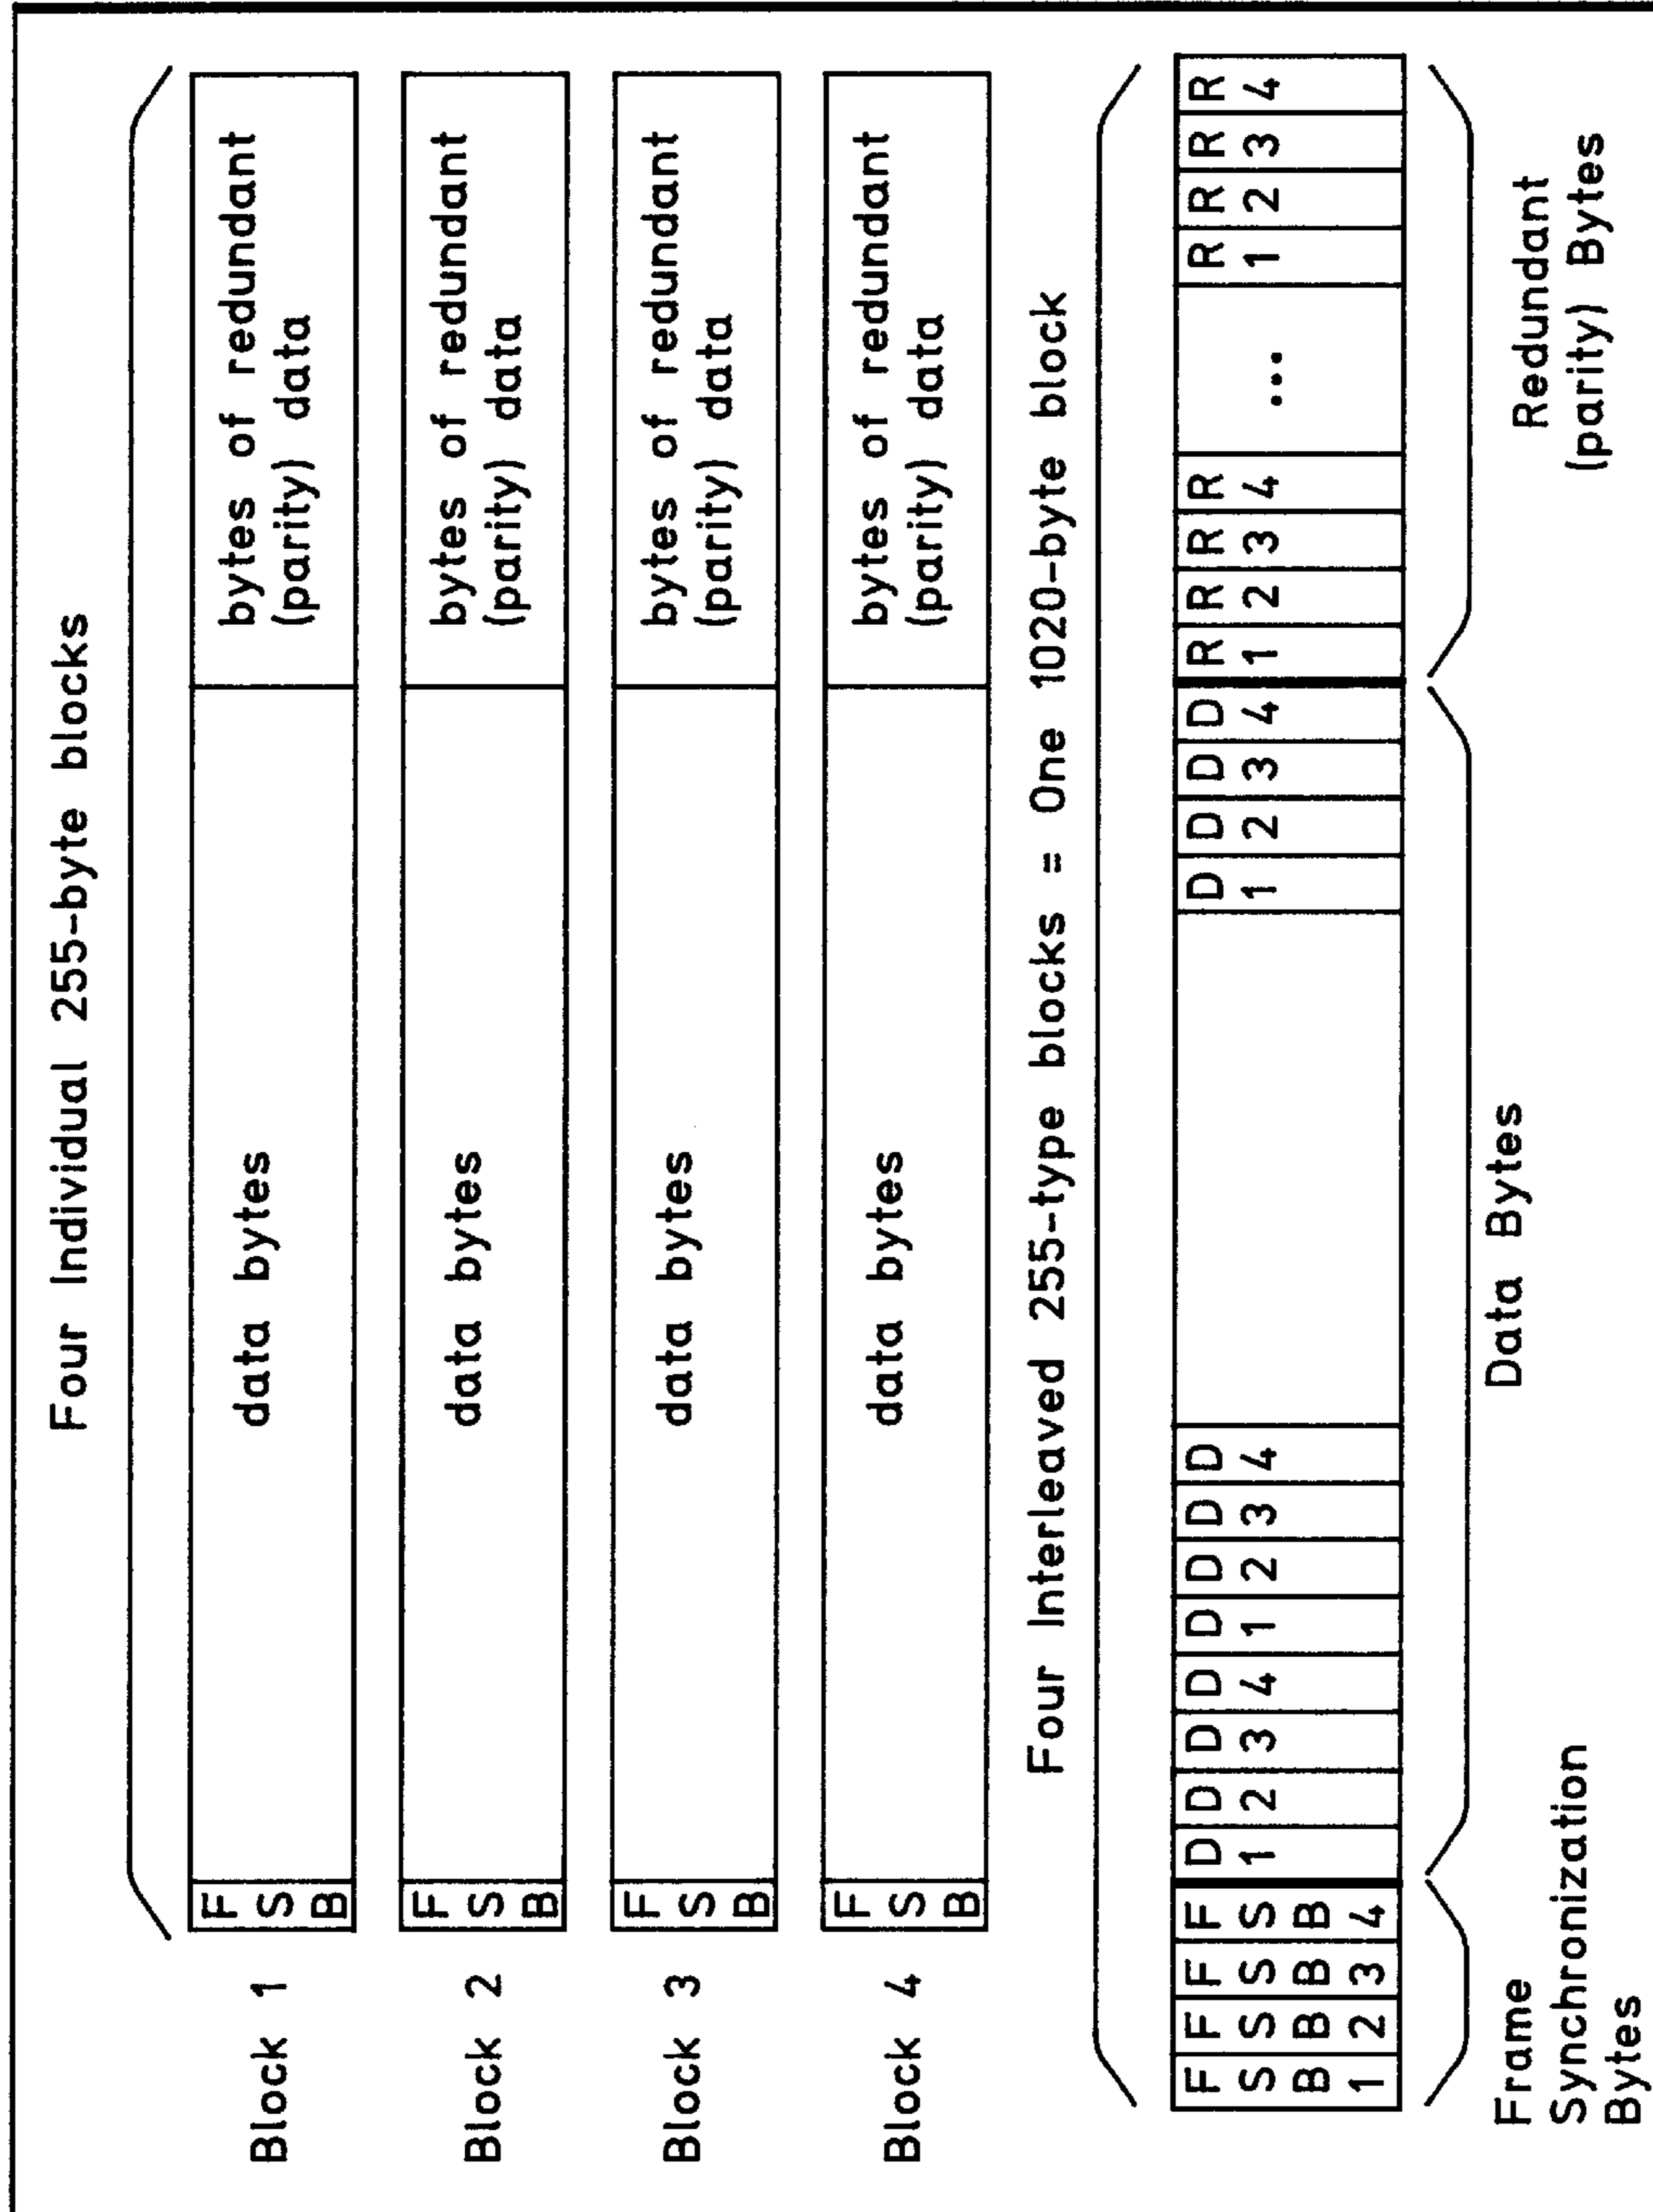 Four Individual 255-byte blocks
Block 1
F
S
B
data bytes
bytes of redundant
(parity) data
Block 2
F
S
B
data bytes
bytes of redundant
(parity) data
Block 3
F
S
B
data bytes
bytes of redundant
(parity) data
Block 4
F
S
B
data bytes
bytes of redundant
(parity) data
Four Interleaved 255-type blocks = One 1020-byte block
F F F F D D D D D D D D D D D D R R R R R R R R
S S S S 1 2 3 4 1 2 3 4 1 2 3 4 1 2 3 4 ... 1 2 3 4
B B B B
1 2 3 4
Frame
Synchronization
Bytes
Data Bytes
Redundant
(parity) Bytes